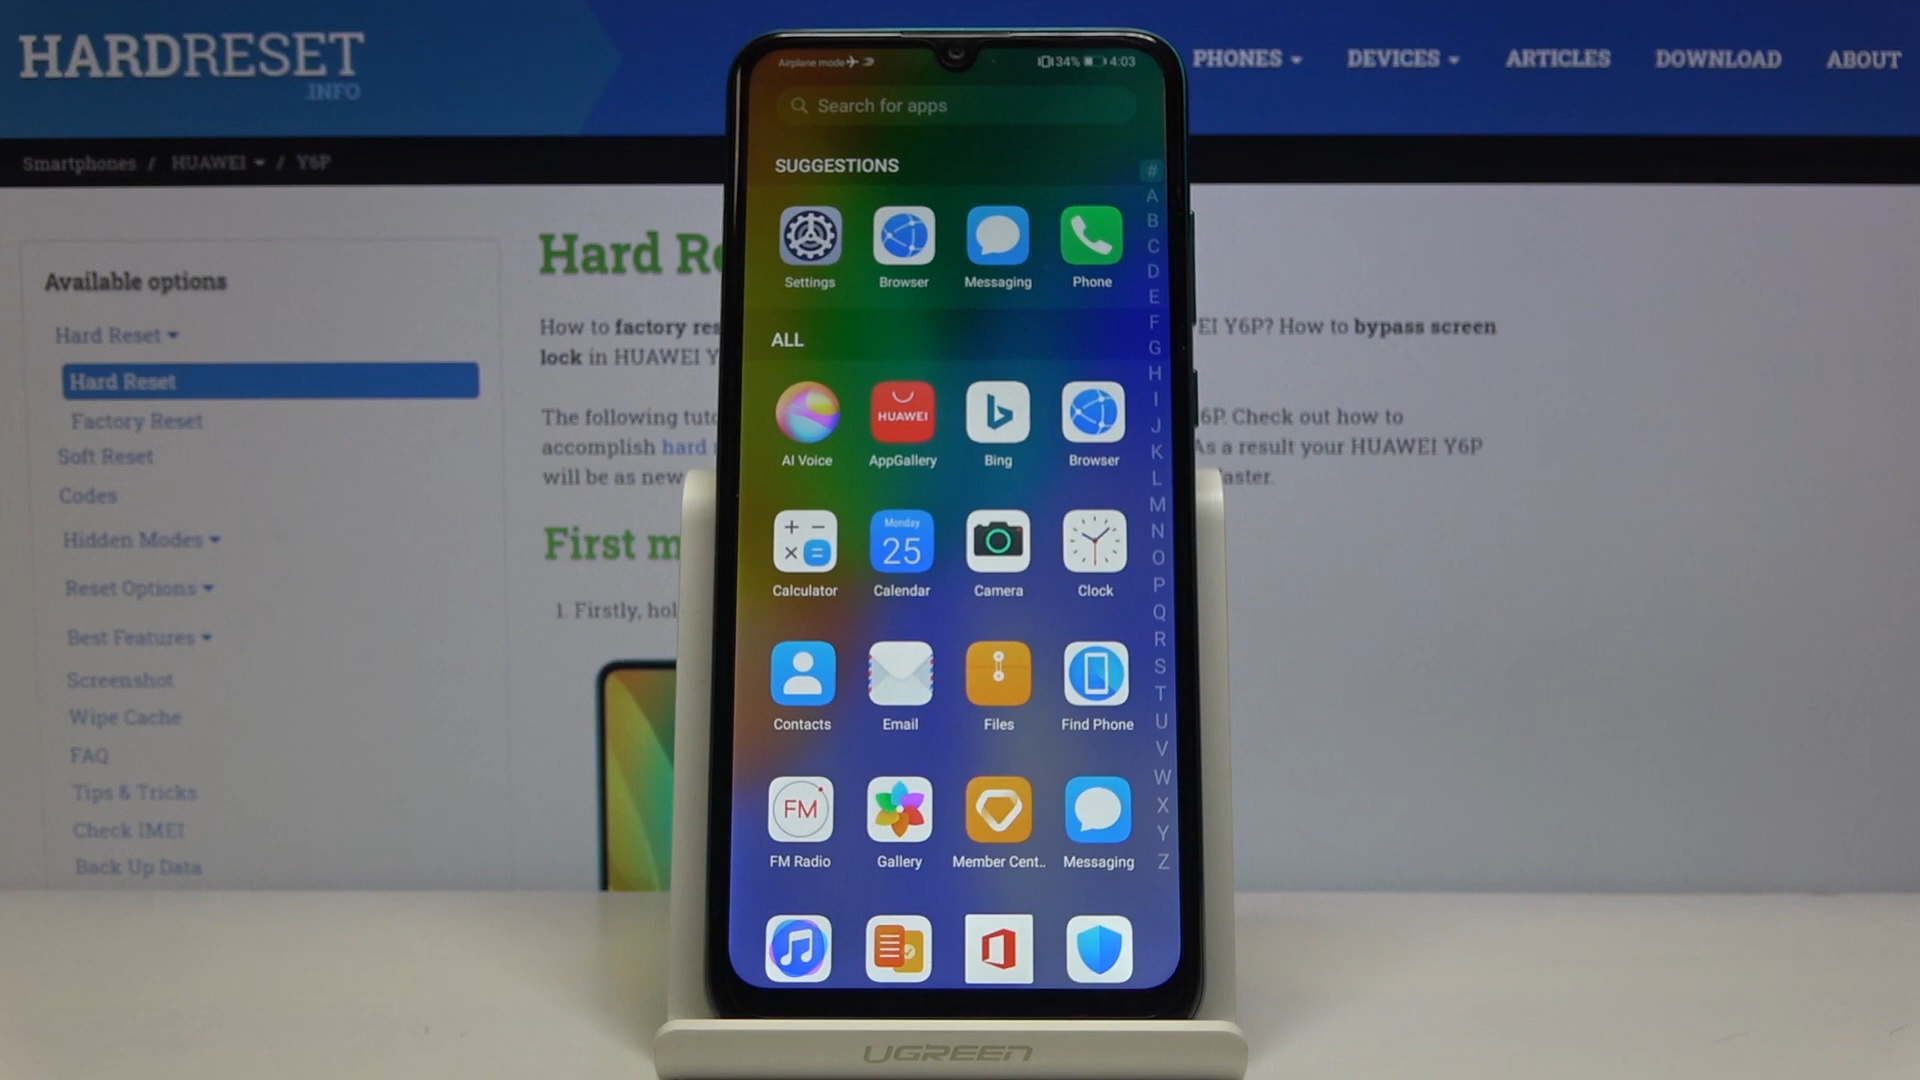 HARDRESET
.INFO
PHONES
DEVICES
ARTICLES
DOWNLOAD
ABOUT
Smartphones / HUAWEI / Y6P
Available options
Hard Reset
Hard Reset
Factory Reset
Soft Reset
Codes
Hidden Modes
Reset Options
Best Features
Screenshot
Wipe Cache
FAQ
Tips & Tricks
Check IMEI
Back Up Data
Hard Re
How to factory res
EI Y6P? How to bypass screen
lock in HUAWEI Y
The following tuto
6P. Check out how to
accomplish hard
As a result your HUAWEI Y6P
will be as new
aster.
First m
1. Firstly, hol
Airplane mode
34% 4:03
Search for apps
SUGGESTIONS
Settings Browser Messaging Phone
ALL
HUAWEI
AI Voice AppGallery Bing Browser
Monday
25
Calculator Calendar Camera Clock
Contacts Email Files Find Phone
FM
FM Radio Gallery Member Cent.. Messaging
#
A
B
C
D
E
F
G
H
I
J
K
L
M
N
O
P
Q
R
S
T
U
V
W
X
Y
Z
UGREEN